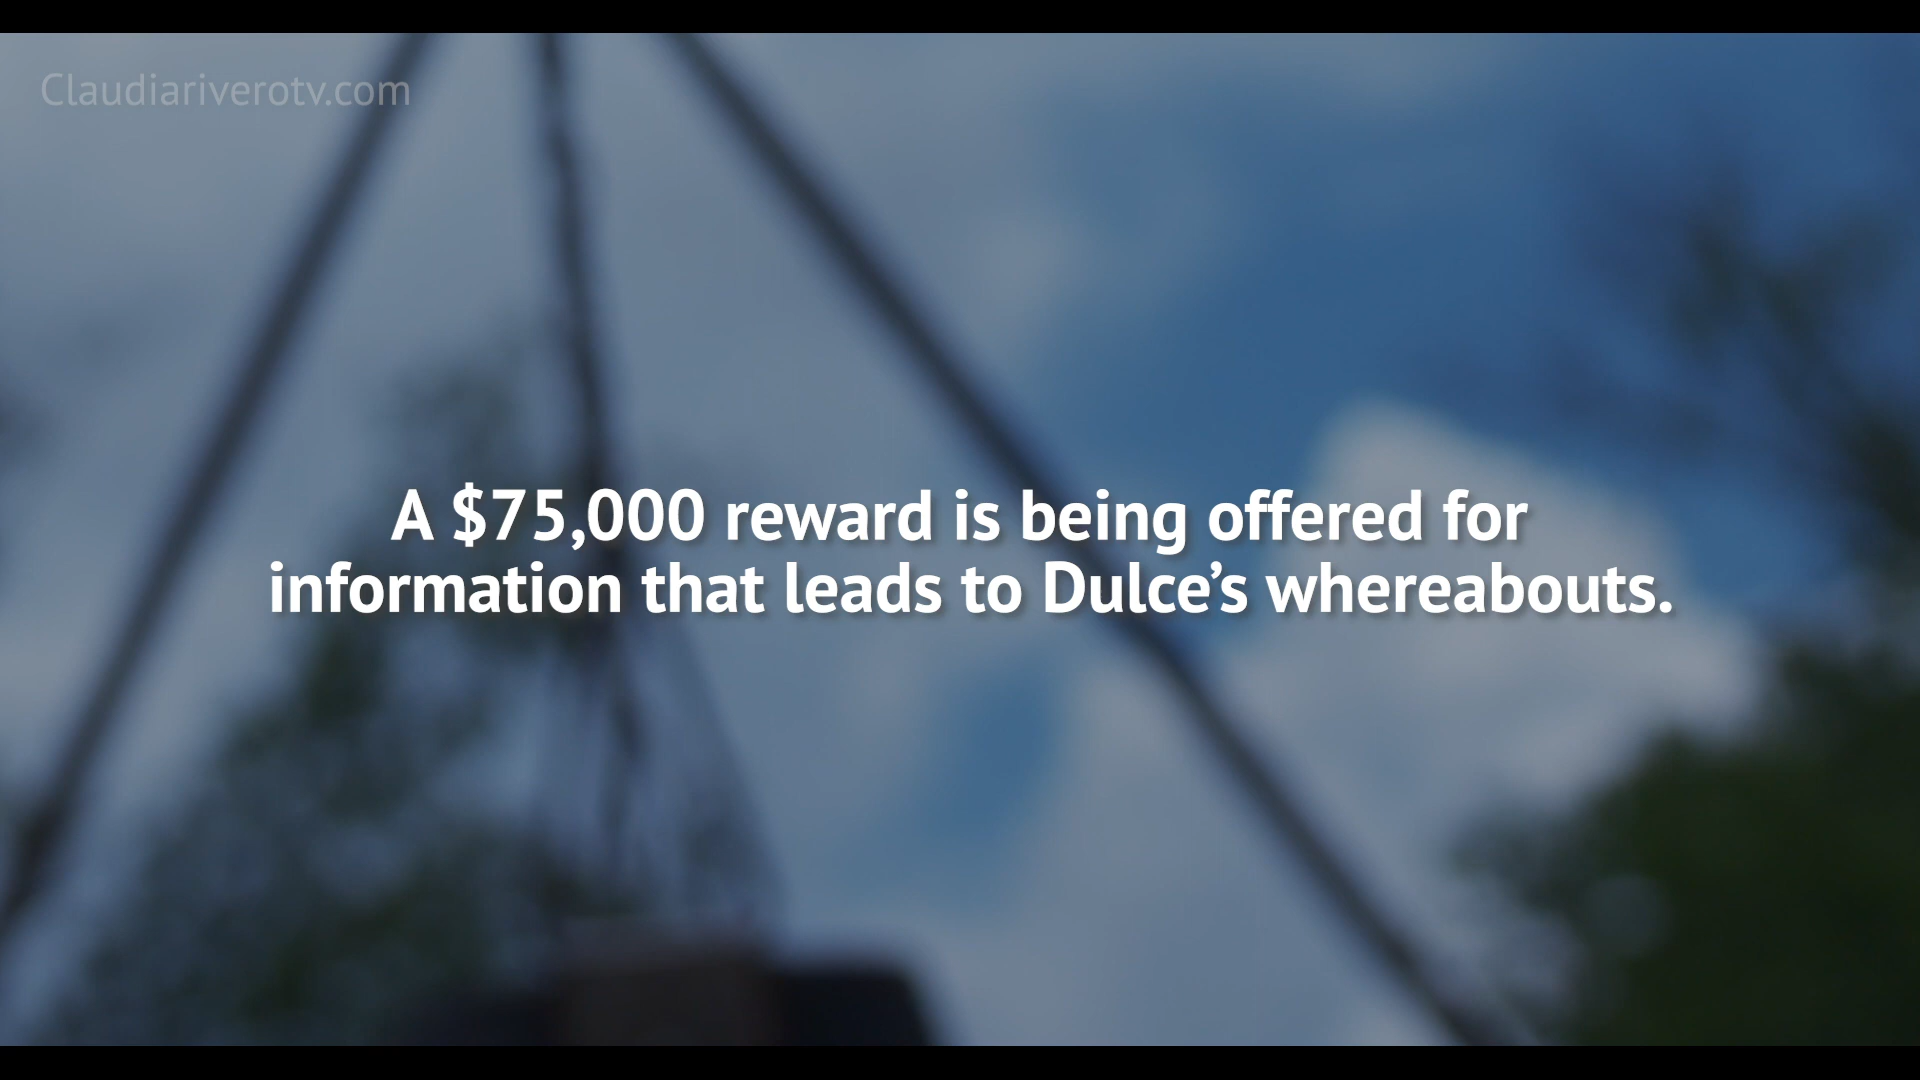 Claudiariverotv.com
A $75,000 reward is being offered for
information that leads to Dulce’s whereabouts.